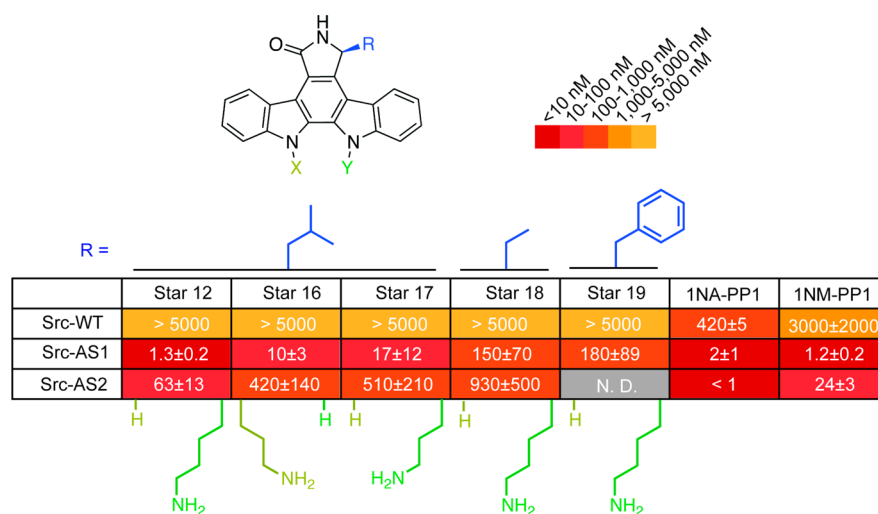 H
N
R
O
N
N
X
Y
<10 nM
10-100 nM
100-1,000 nM
1,000-5,000 nM
> 5,000 nM
R =
Star 12 Star 16 Star 17 Star 18 Star 19 1NA-PP1 1NM-PP1
Src-WT > 5000 > 5000 > 5000 > 5000 > 5000 420±5 3000±2000
Src-AS1 1.3±0.2 10±3 17±12 150±70 180±89 2±1 1.2±0.2
Src-AS2 63±13 420±140 510±210 930±500 N. D. < 1 24±3
H H H H H
NH2 H2N
NH2 NH2 NH2